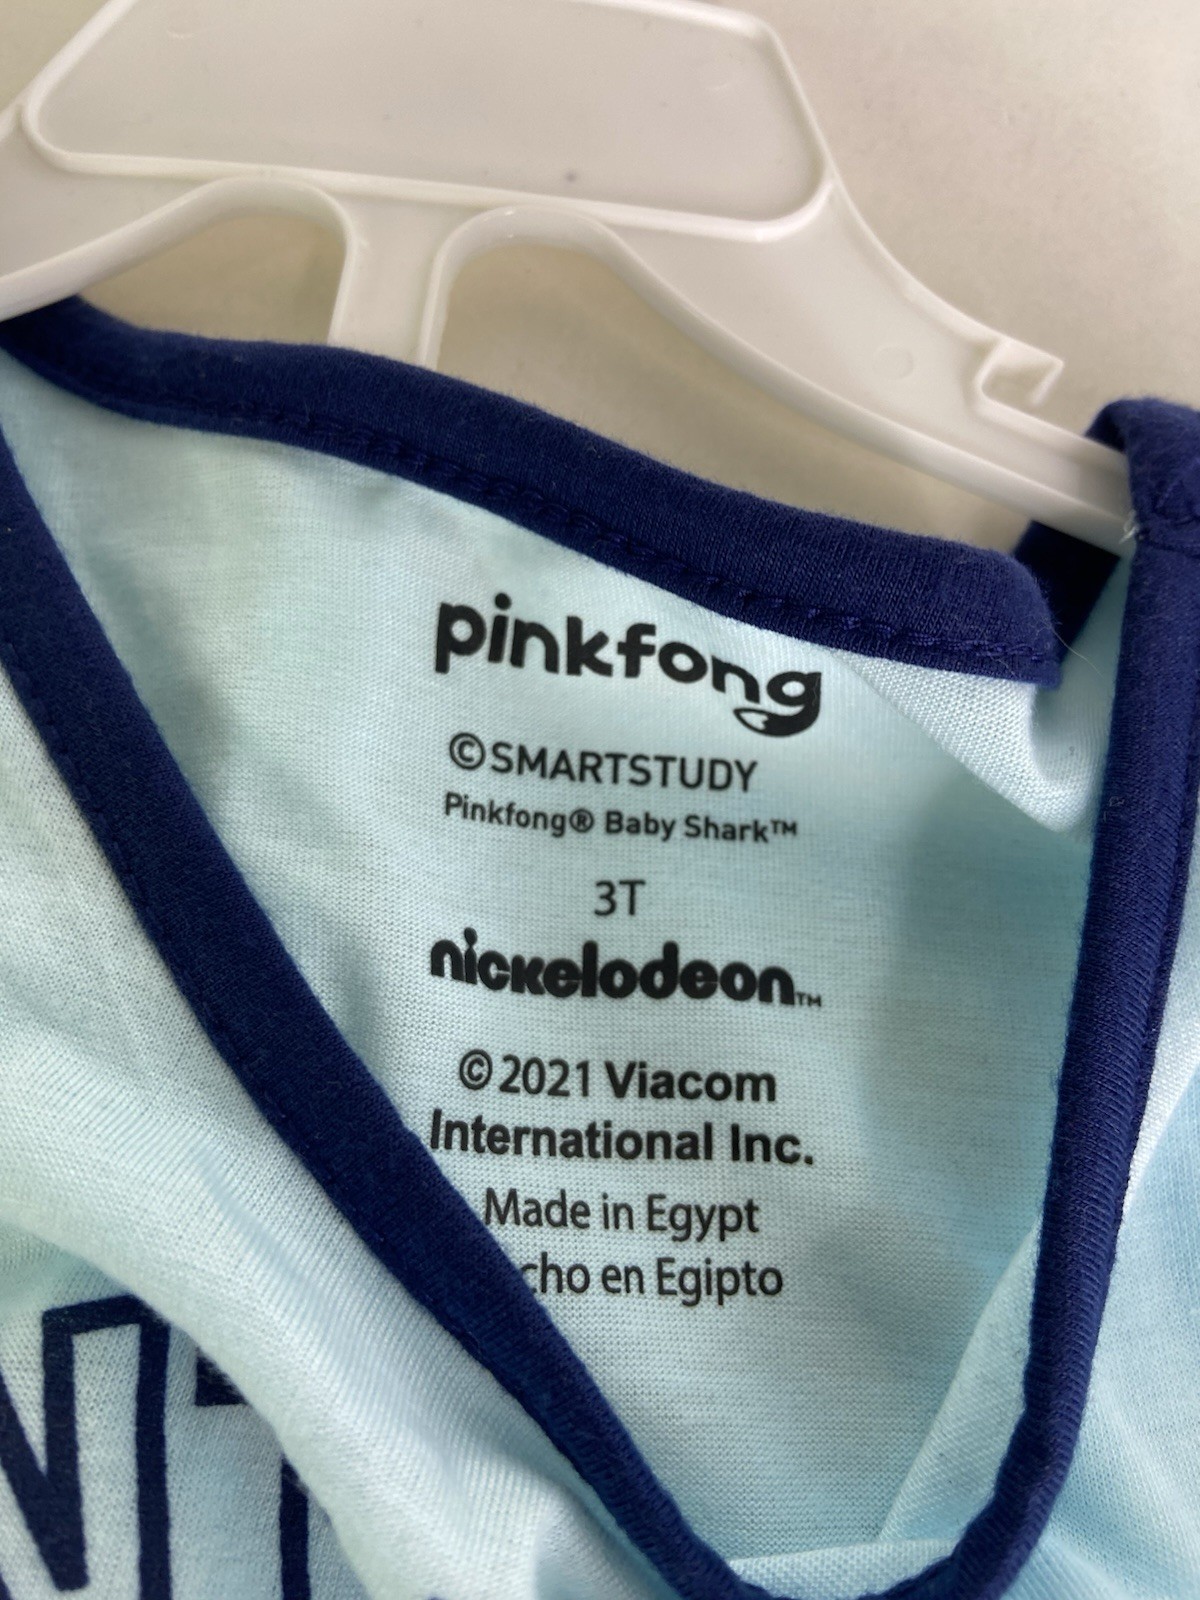 pinkfong
©SMARTSTUDY
Pinkfong® Baby Shark™
3T
nickelodeon™
© 2021 Viacom
International Inc.
Made in Egypt
en Egipto